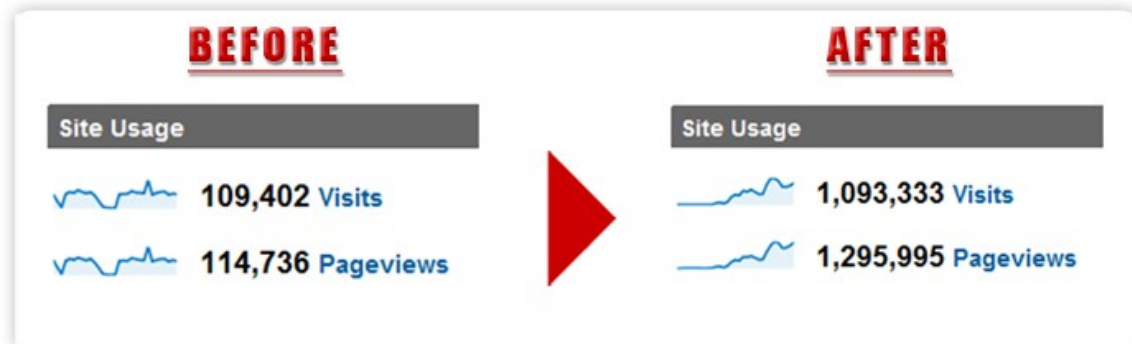 BEFORE
AFTER
Site Usage
109,402 Visits
114,736 Pageviews
Site Usage
1,093,333 Visits
1,295,995 Pageviews